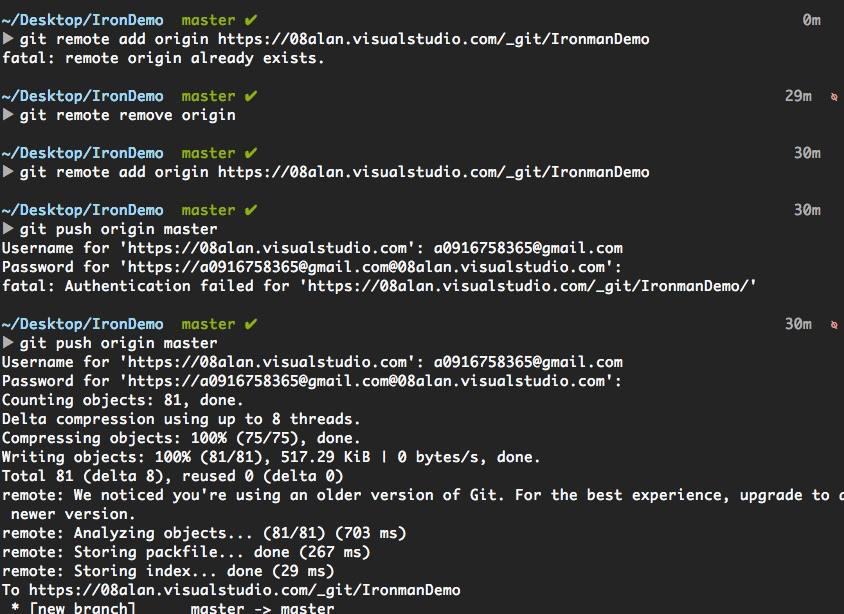 ~/Desktop/IronDemo master ✔ 0m
▶ git remote add origin https://08alan.visualstudio.com/_git/IronmanDemo
fatal: remote origin already exists.
~/Desktop/IronDemo master ✔ 29m
▶ git remote remove origin
~/Desktop/IronDemo master ✔ 30m
▶ git remote add origin https://08alan.visualstudio.com/_git/IronmanDemo
~/Desktop/IronDemo master ✔ 30m
▶ git push origin master
Username for 'https://08alan.visualstudio.com': a0916758365@gmail.com
Password for 'https://a0916758365@gmail.com@08alan.visualstudio.com':
fatal: Authentication failed for 'https://08alan.visualstudio.com/_git/IronmanDemo/'
~/Desktop/IronDemo master ✔ 30m
▶ git push origin master
Username for 'https://08alan.visualstudio.com': a0916758365@gmail.com
Password for 'https://a0916758365@gmail.com@08alan.visualstudio.com':
Counting objects: 81, done.
Delta compression using up to 8 threads.
Compressing objects: 100% (75/75), done.
Writing objects: 100% (81/81), 517.29 KiB | 0 bytes/s, done.
Total 81 (delta 8), reused 0 (delta 0)
remote: We noticed you're using an older version of Git. For the best experience, upgrade to a
newer version.
remote: Analyzing objects... (81/81) (703 ms)
remote: Storing packfile... done (267 ms)
remote: Storing index... done (29 ms)
To https://08alan.visualstudio.com/_git/IronmanDemo
* [new branch] master -> master